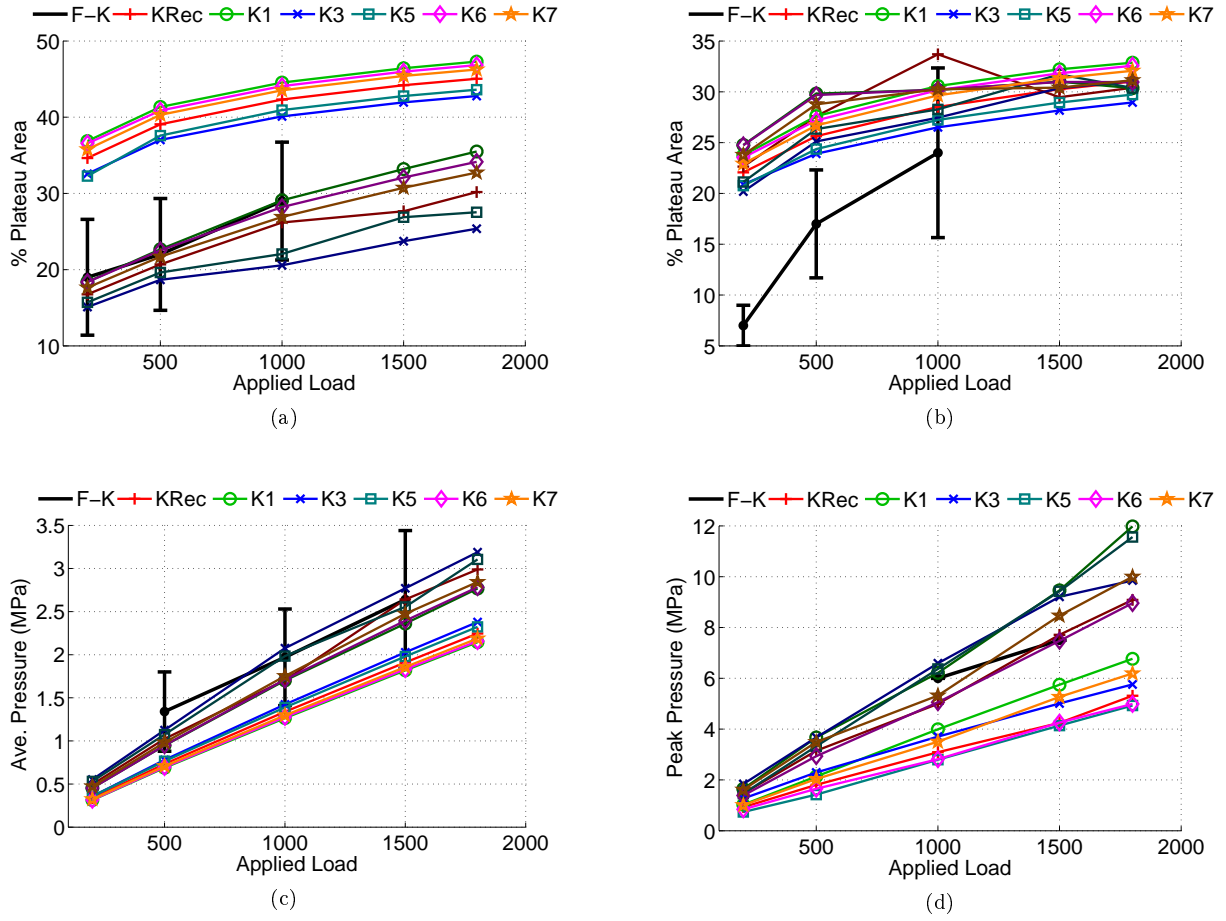 F-K KRec K1 K3 K5 K6 K7
50
40
30
20
10
% Plateau Area
500 1000 1500 2000
Applied Load
(a)
F-K KRec K1 K3 K5 K6 K7
35
30
25
20
15
10
5
% Plateau Area
500 1000 1500 2000
Applied Load
(b)
F-K KRec K1 K3 K5 K6 K7
3.5
3
2.5
2
1.5
1
0.5
0
Ave. Pressure (MPa)
500 1000 1500 2000
Applied Load
(c)
F-K KRec K1 K3 K5 K6 K7
12
10
8
6
4
2
0
Peak Pressure (MPa)
500 1000 1500 2000
Applied Load
(d)